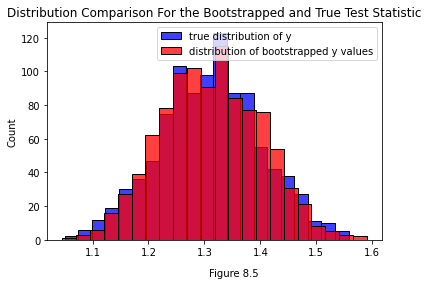 Distribution Comparison For the Bootstrapped and True Test Statistic
true distribution of y
distribution of bootstrapped y values
120
100
80
60
40
20
0
Count
1.1 1.2 1.3 1.4 1.5 1.6
Figure 8.5